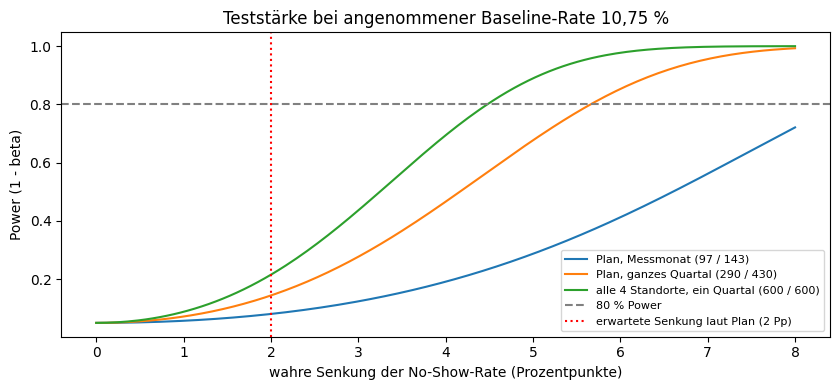 Teststärke bei angenommener Baseline-Rate 10,75 %
Power (1 - beta)
1.0
0.8
0.6
0.4
0.2
Plan, Messmonat (97 / 143)
Plan, ganzes Quartal (290 / 430)
alle 4 Standorte, ein Quartal (600 / 600)
80 % Power
erwartete Senkung laut Plan (2 Pp)
0 1 2 3 4 5 6 7 8
wahre Senkung der No-Show-Rate (Prozentpunkte)